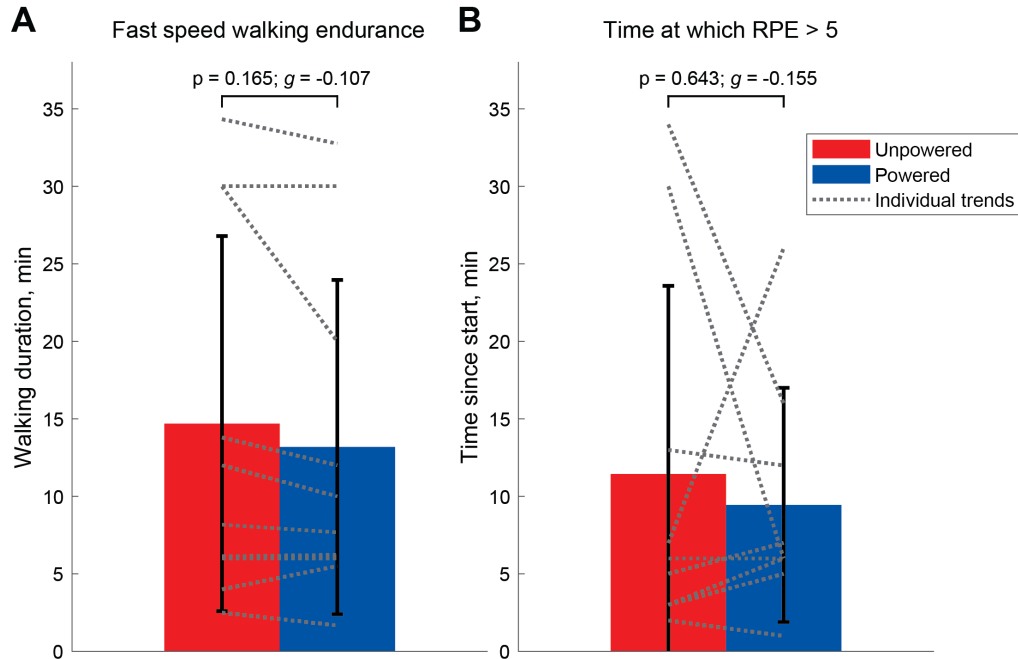 A
Fast speed walking endurance
p = 0.165; g = -0.107
Walking duration, min
35
30
25
20
15
10
5
0
B
Time at which RPE > 5
p = 0.643; g = -0.155
Time since start, min
35
30
25
20
15
10
5
0
Unpowered
Powered
Individual trends